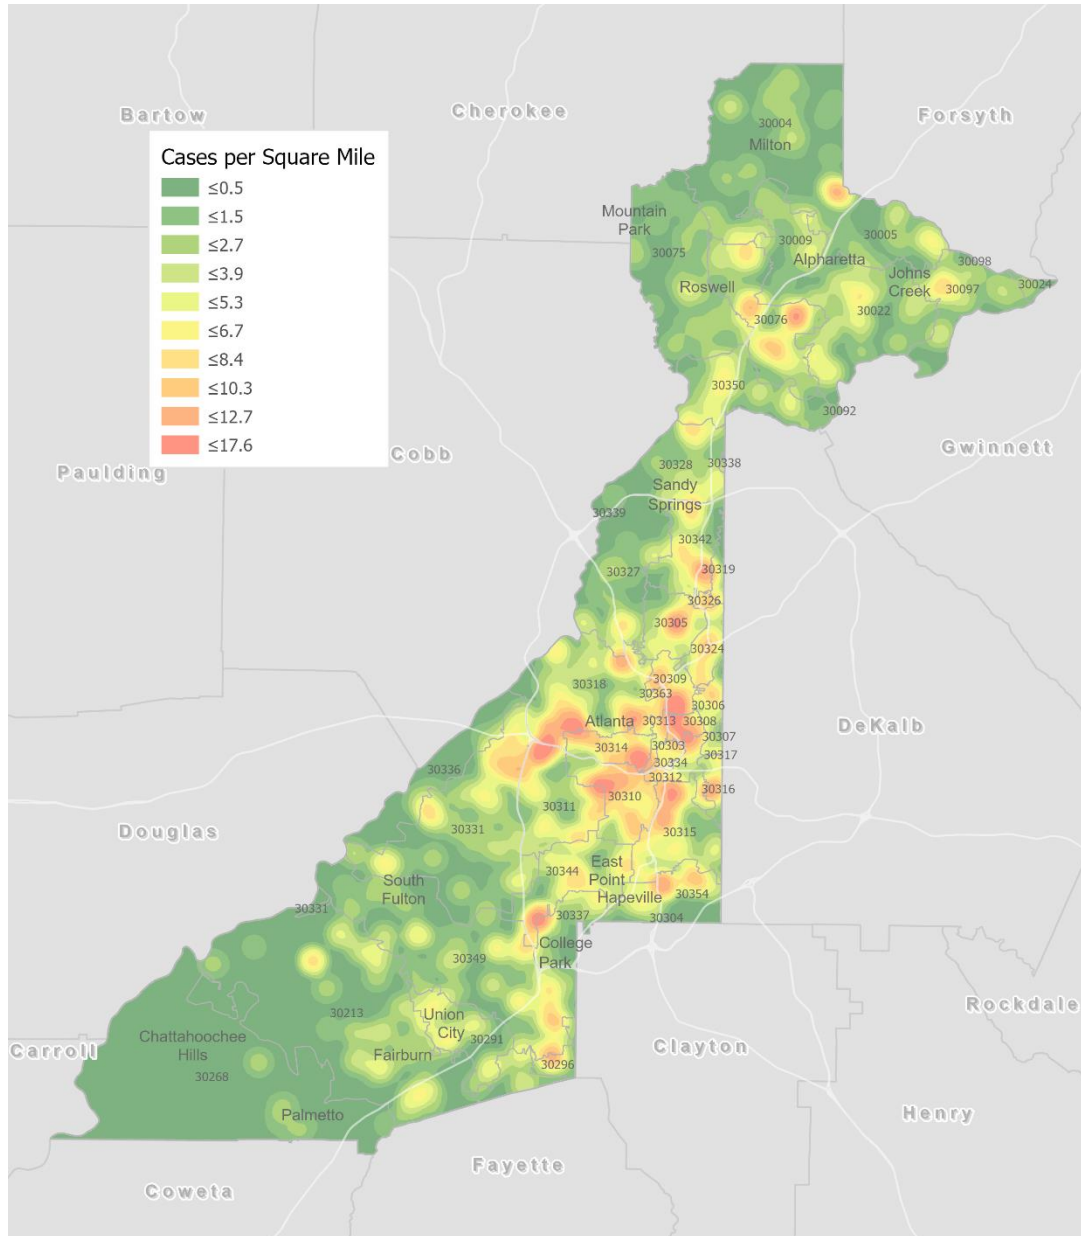 Bartow
Cherokee
Forsyth
Cases per Square Mile
≤0.5
≤1.5
≤2.7
≤3.9
≤5.3
≤6.7
≤8.4
≤10.3
≤12.7
≤17.6
30004
Milton
Mountain
Park
30075
30009
30005
Alpharetta
30098
Johns
Creek
30097
30024
Roswell
30022
30076
30350
30092
Gwinnett
Paulding
Cobb
30328
30338
Sandy
Springs
30339
30342
30327
30319
30326
30305
30324
30318
30309
30363
30306
Atlanta
30313
30308
30307
DeKalb
30314
30303
30317
30334
30336
30312
30310
30316
30311
Douglas
30331
30315
30344
East
Point
South
Fulton
Hapeville
30354
30331
30337
30304
College
Park
30349
Rockdale
30213
Union
City
Chattahoochee
Hills
30291
Carroll
Fairburn
Clayton
30268
30296
Palmetto
Henry
Fayette
Coweta